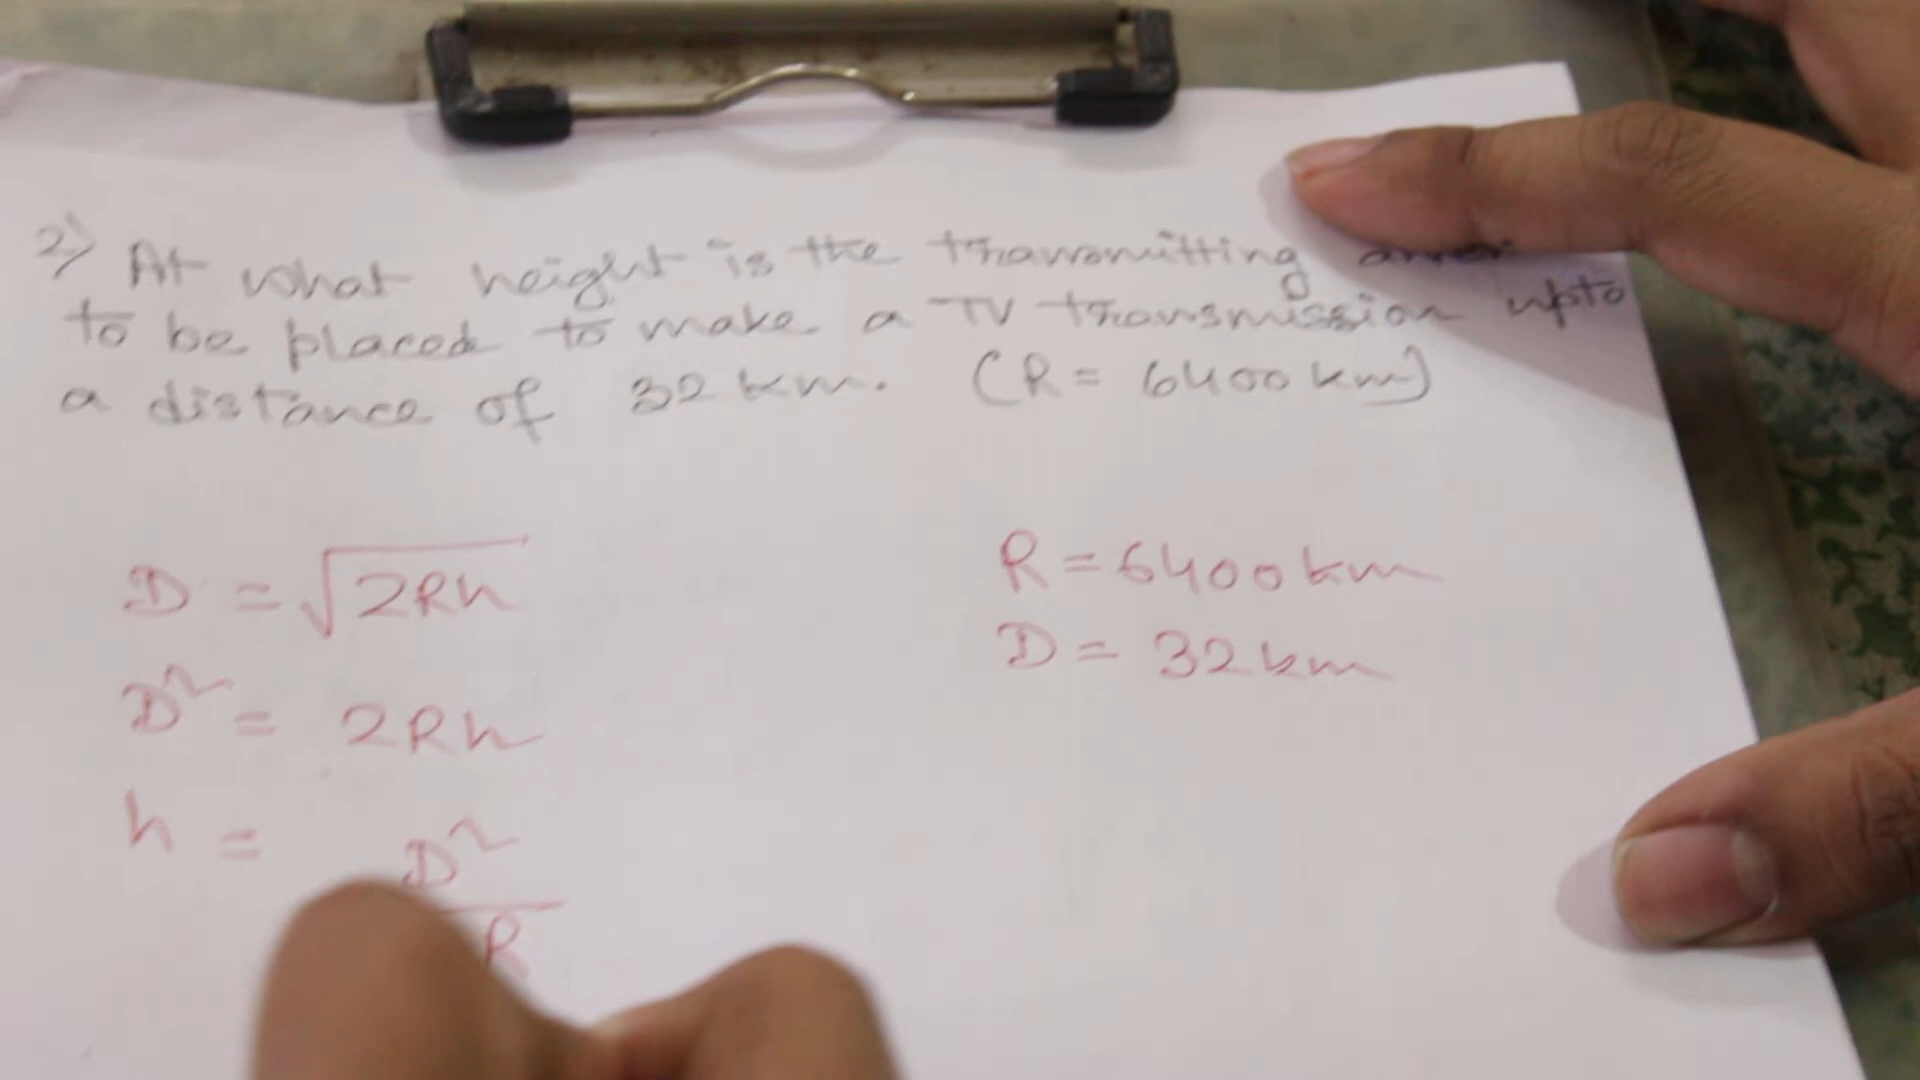 2) At what height is the transmitting
to be placed to make a TV transmission upto
a distance of 32 km. (R = 6400 km)
D = √2Rh
R = 6400 km
D = 32 km
D² = 2Rh
h = D²
R